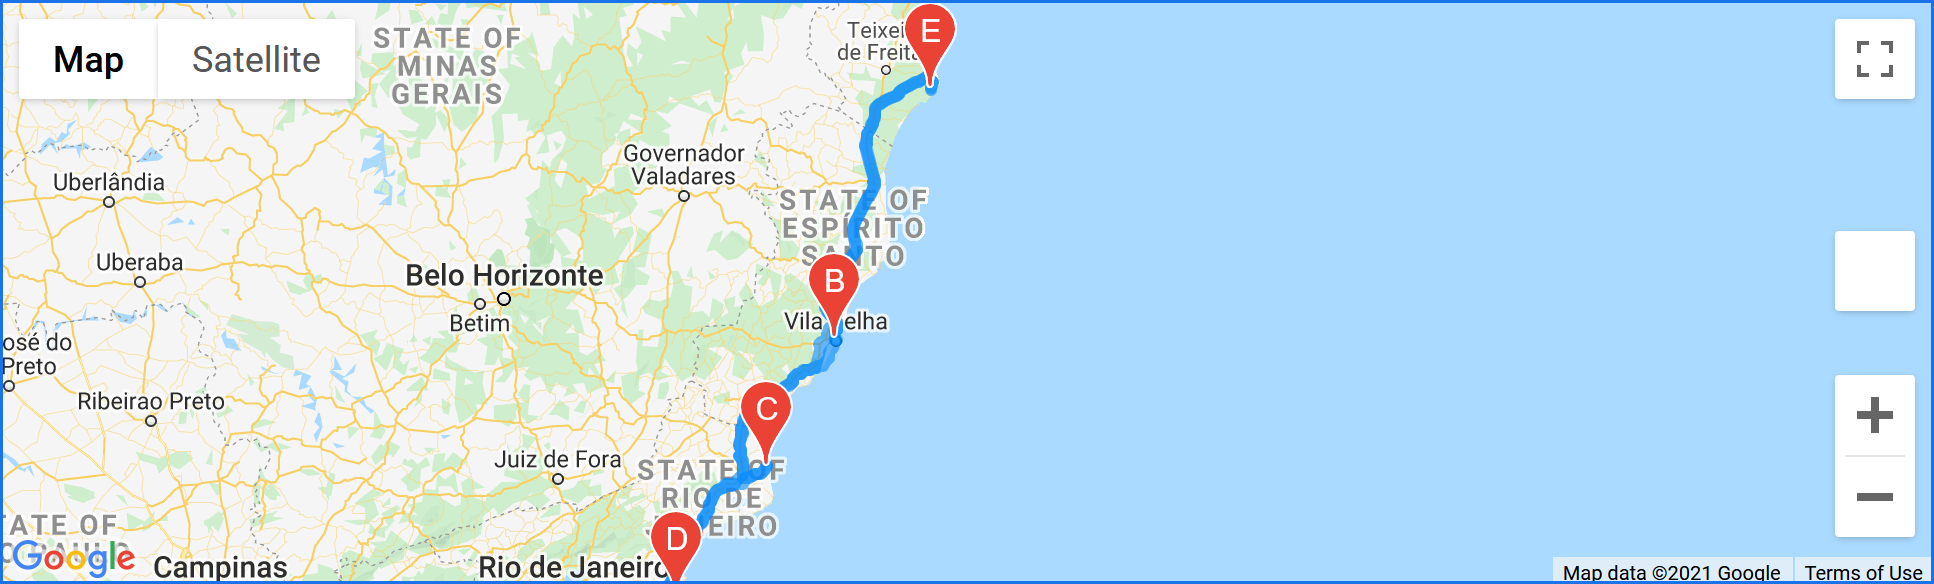 Map
Satellite
STATE OF
MINAS
GERAIS
Teixei
de Freita
E
Governador
Valadares
Uberlândia
STATE OF
ESPÍRITO
SANTO
Uberaba
Belo Horizonte
Betim
B
Vila Velha
osé do
Preto
Ribeirao Preto
C
Juiz de Fora
STATE OF
RIO DE
JANEIRO
D
TATE OF
Google
Campinas
Rio de Janeiro
Map data ©2021 Google
Terms of Use